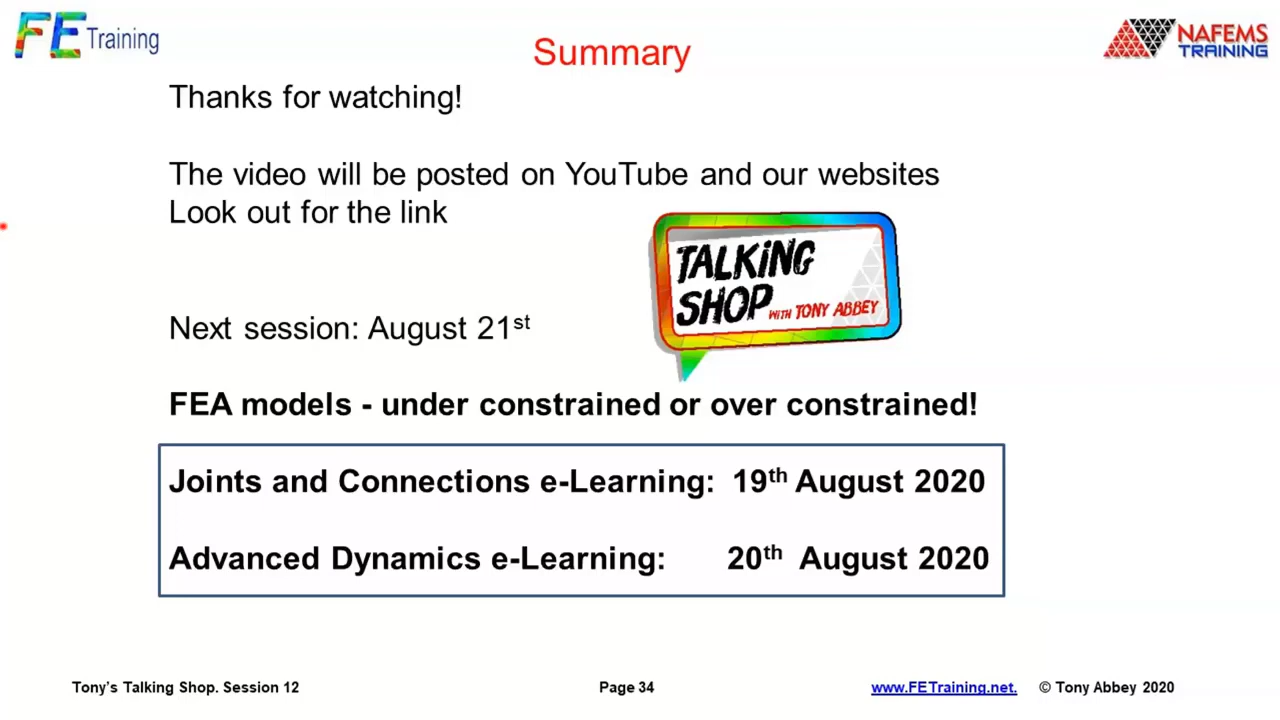 FE Training
NAFEMS
TRAINING
Summary
Thanks for watching!
The video will be posted on YouTube and our websites
Look out for the link
TALKiNG
SHOP WITH TONY ABBEY
Next session: August 21st
FEA models - under constrained or over constrained!
Joints and Connections e-Learning: 19th August 2020
Advanced Dynamics e-Learning: 20th August 2020
Tony's Talking Shop. Session 12 Page 34 www.FETraining.net. © Tony Abbey 2020